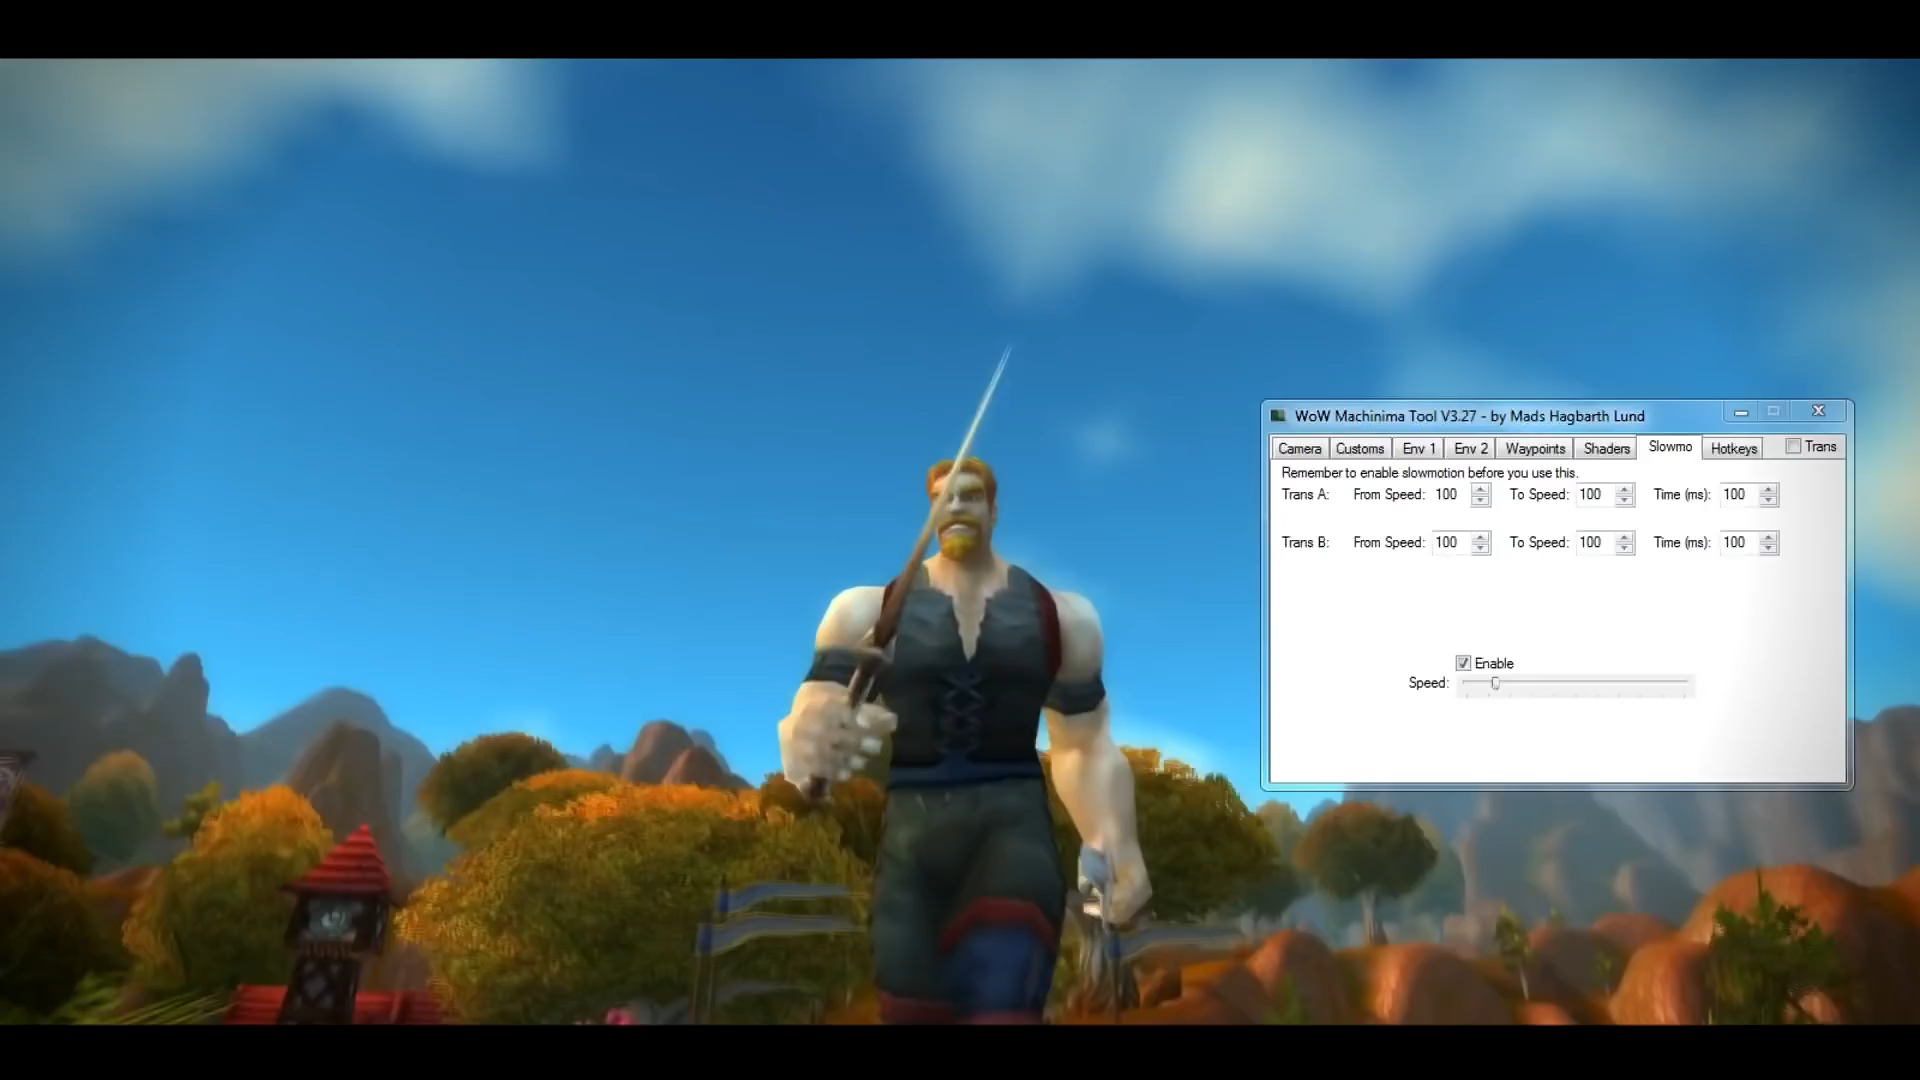 WoW Machinima Tool V3.27 - by Mads Hagbarth Lund
Camera Customs Env 1 Env 2 Waypoints Shaders Slowmo Hotkeys Trans
Remember to enable slowmotion before you use this.
Trans A: From Speed: 100 To Speed: 100 Time (ms): 100
Trans B: From Speed: 100 To Speed: 100 Time (ms): 100
Enable
Speed: